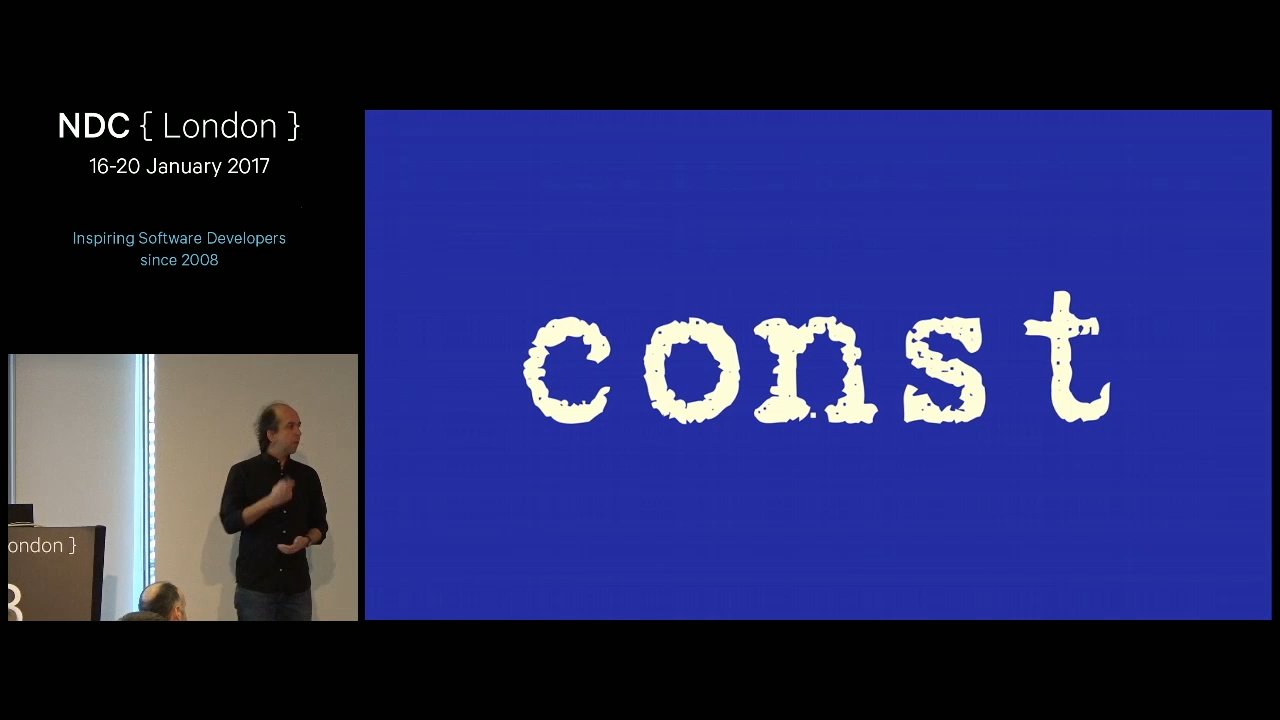 NDC { London }
16-20 January 2017
Inspiring Software Developers
since 2008
const
ondon }